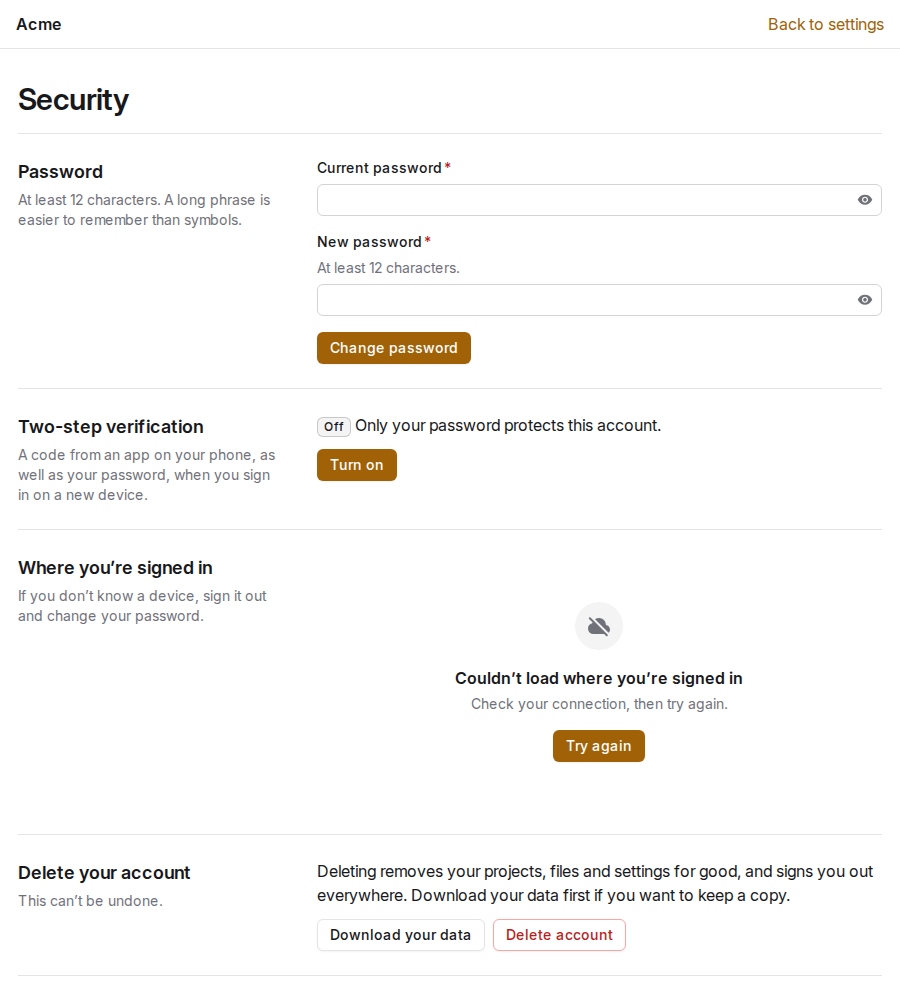 Acme
Back to settings
Security
Password
At least 12 characters. A long phrase is
easier to remember than symbols.
Current password *
New password *
At least 12 characters.
Change password
Two-step verification
A code from an app on your phone, as
well as your password, when you sign
in on a new device.
Off Only your password protects this account.
Turn on
Where you’re signed in
If you don’t know a device, sign it out
and change your password.
Couldn’t load where you’re signed in
Check your connection, then try again.
Try again
Delete your account
This can’t be undone.
Deleting removes your projects, files and settings for good, and signs you out
everywhere. Download your data first if you want to keep a copy.
Download your data
Delete account